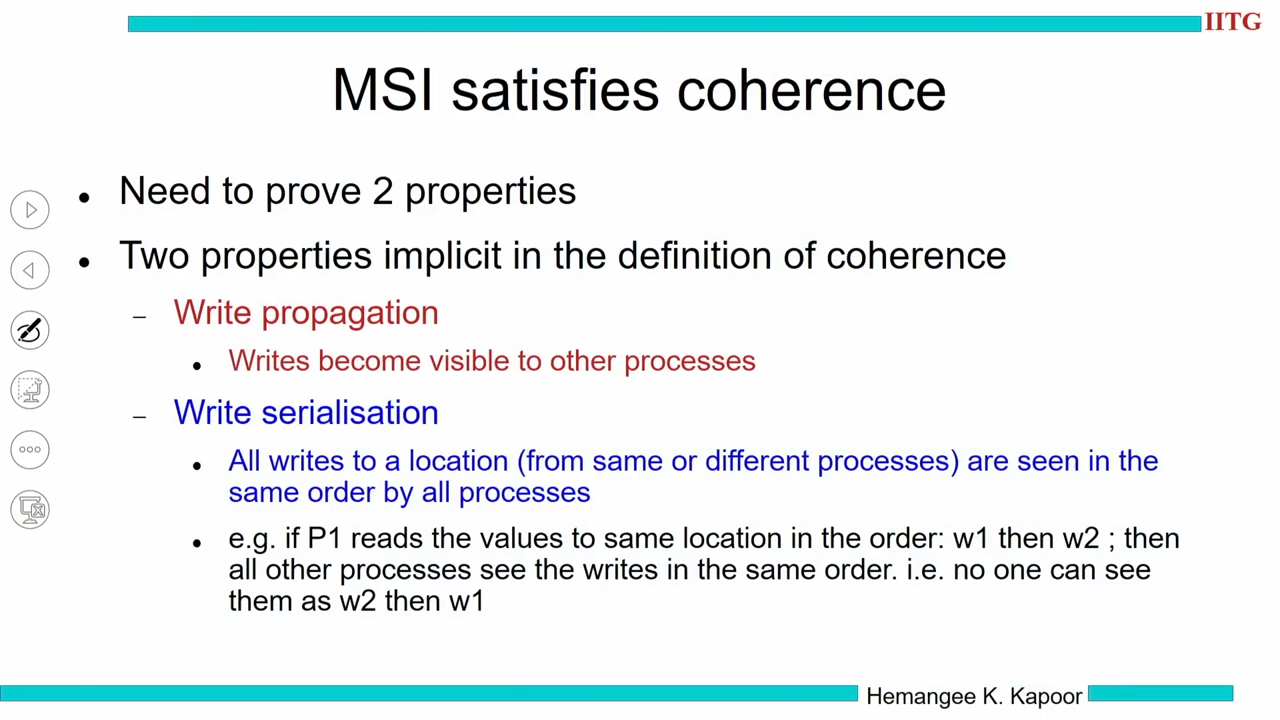 IITG
MSI satisfies coherence
● Need to prove 2 properties
● Two properties implicit in the definition of coherence
– Write propagation
● Writes become visible to other processes
– Write serialisation
● All writes to a location (from same or different processes) are seen in the
same order by all processes
● e.g. if P1 reads the values to same location in the order: w1 then w2 ; then
all other processes see the writes in the same order. i.e. no one can see
them as w2 then w1
Hemangee K. Kapoor